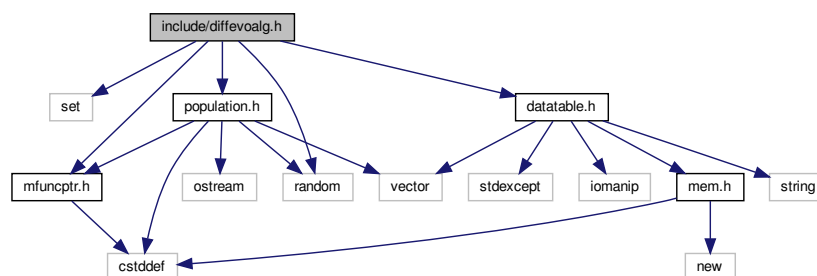 include/diffevoalg.h
set
population.h
datatable.h
mfuncptr.h
ostream
random
vector
stdexcept
iomanip
mem.h
string
cstddef
new